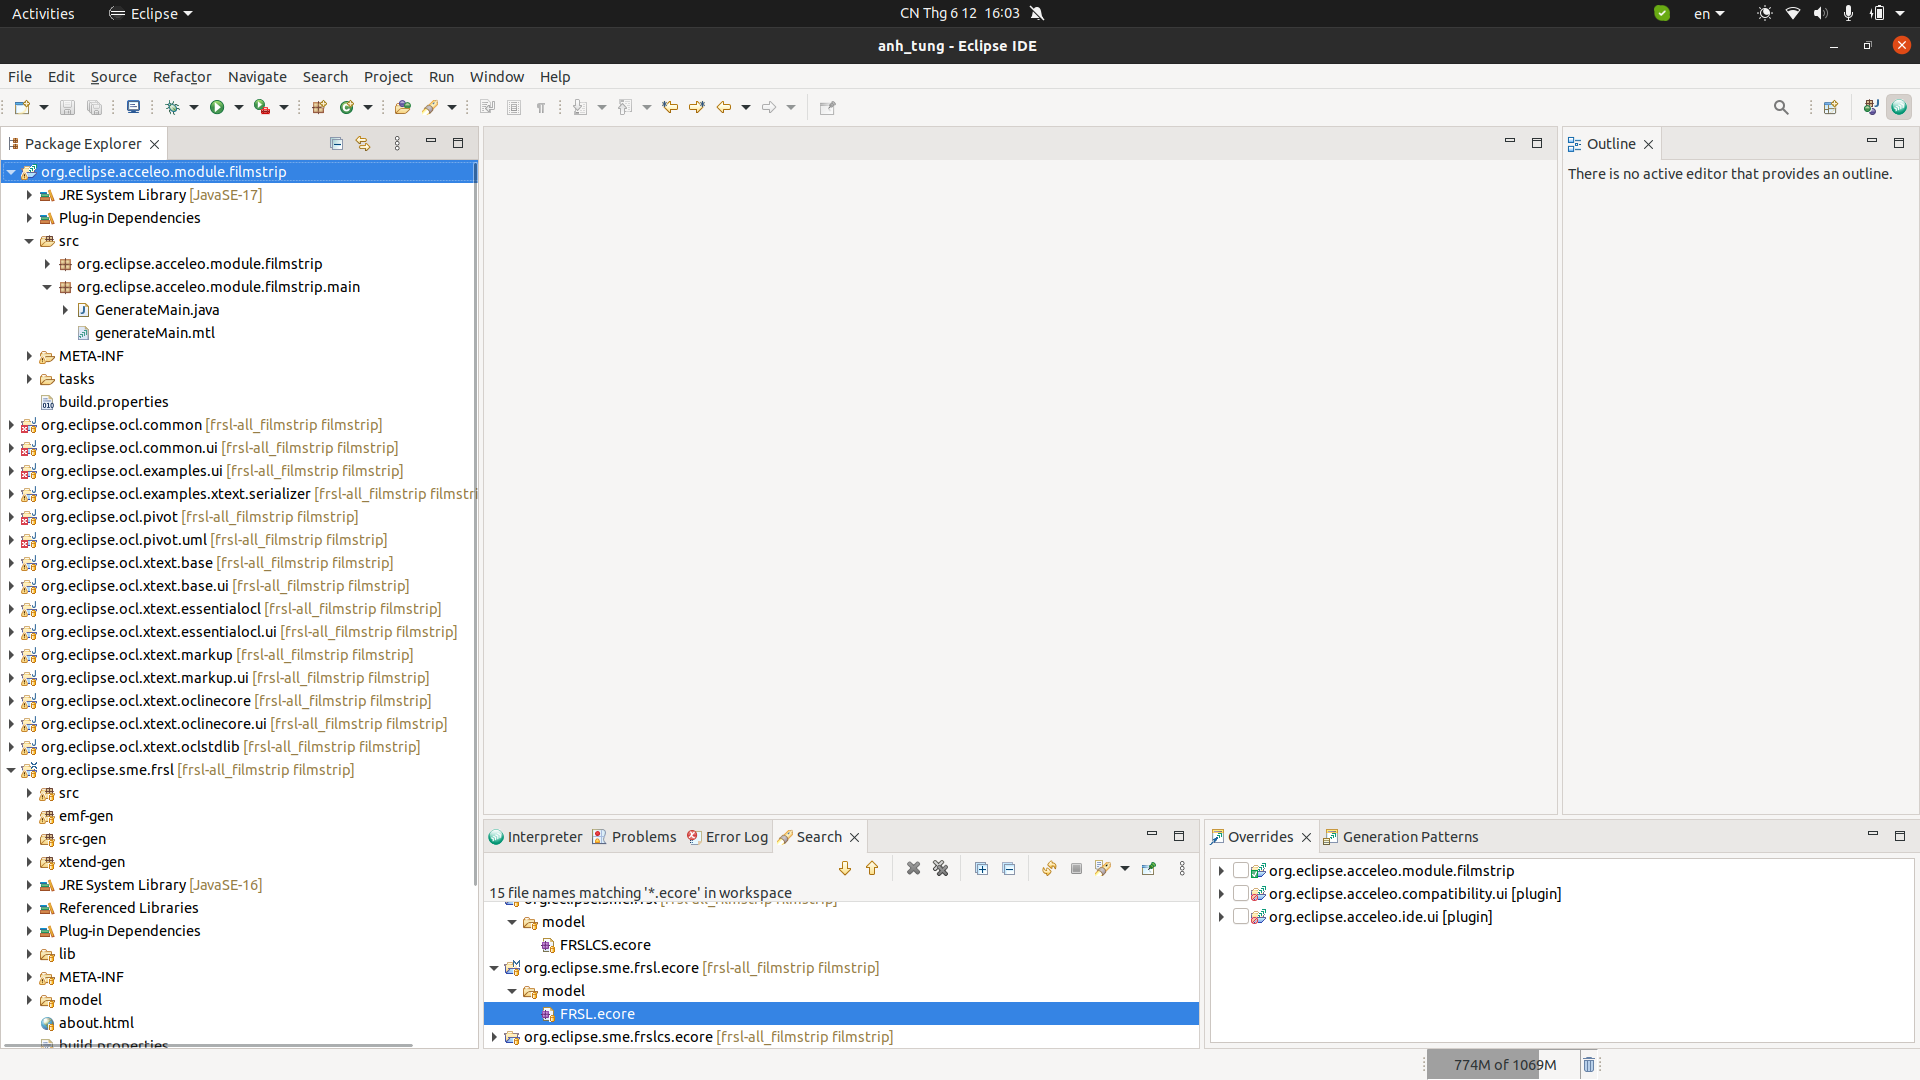 Activities Eclipse CN Thg 6 12 16:03 en
anh_tung - Eclipse IDE
File Edit Source Refactor Navigate Search Project Run Window Help
Package Explorer
org.eclipse.acceleo.module.filmstrip
JRE System Library [JavaSE-17]
Plug-in Dependencies
src
org.eclipse.acceleo.module.filmstrip
org.eclipse.acceleo.module.filmstrip.main
GenerateMain.java
generateMain.mtl
META-INF
tasks
build.properties
org.eclipse.ocl.common [frsl-all_filmstrip filmstrip]
org.eclipse.ocl.common.ui [frsl-all_filmstrip filmstrip]
org.eclipse.ocl.examples.ui [frsl-all_filmstrip filmstrip]
org.eclipse.ocl.examples.xtext.serializer [frsl-all_filmstrip filmstri
org.eclipse.ocl.pivot [frsl-all_filmstrip filmstrip]
org.eclipse.ocl.pivot.uml [frsl-all_filmstrip filmstrip]
org.eclipse.ocl.xtext.base [frsl-all_filmstrip filmstrip]
org.eclipse.ocl.xtext.base.ui [frsl-all_filmstrip filmstrip]
org.eclipse.ocl.xtext.essentialocl [frsl-all_filmstrip filmstrip]
org.eclipse.ocl.xtext.essentialocl.ui [frsl-all_filmstrip filmstrip]
org.eclipse.ocl.xtext.markup [frsl-all_filmstrip filmstrip]
org.eclipse.ocl.xtext.markup.ui [frsl-all_filmstrip filmstrip]
org.eclipse.ocl.xtext.oclinecore [frsl-all_filmstrip filmstrip]
org.eclipse.ocl.xtext.oclinecore.ui [frsl-all_filmstrip filmstrip]
org.eclipse.ocl.xtext.oclstdlib [frsl-all_filmstrip filmstrip]
org.eclipse.sme.frsl [frsl-all_filmstrip filmstrip]
src
emf-gen
src-gen
xtend-gen
JRE System Library [JavaSE-16]
Referenced Libraries
Plug-in Dependencies
lib
META-INF
model
about.html
build.properties
Outline
There is no active editor that provides an outline.
Interpreter Problems Error Log Search
15 file names matching '*.ecore' in workspace
org.eclipse.sme.frsl [frsl-all_filmstrip filmstrip]
model
FRSLCS.ecore
org.eclipse.sme.frsl.ecore [frsl-all_filmstrip filmstrip]
model
FRSL.ecore
org.eclipse.sme.frslcs.ecore [frsl-all_filmstrip filmstrip]
Overrides Generation Patterns
org.eclipse.acceleo.module.filmstrip
org.eclipse.acceleo.compatibility.ui [plugin]
org.eclipse.acceleo.ide.ui [plugin]
774M of 1069M